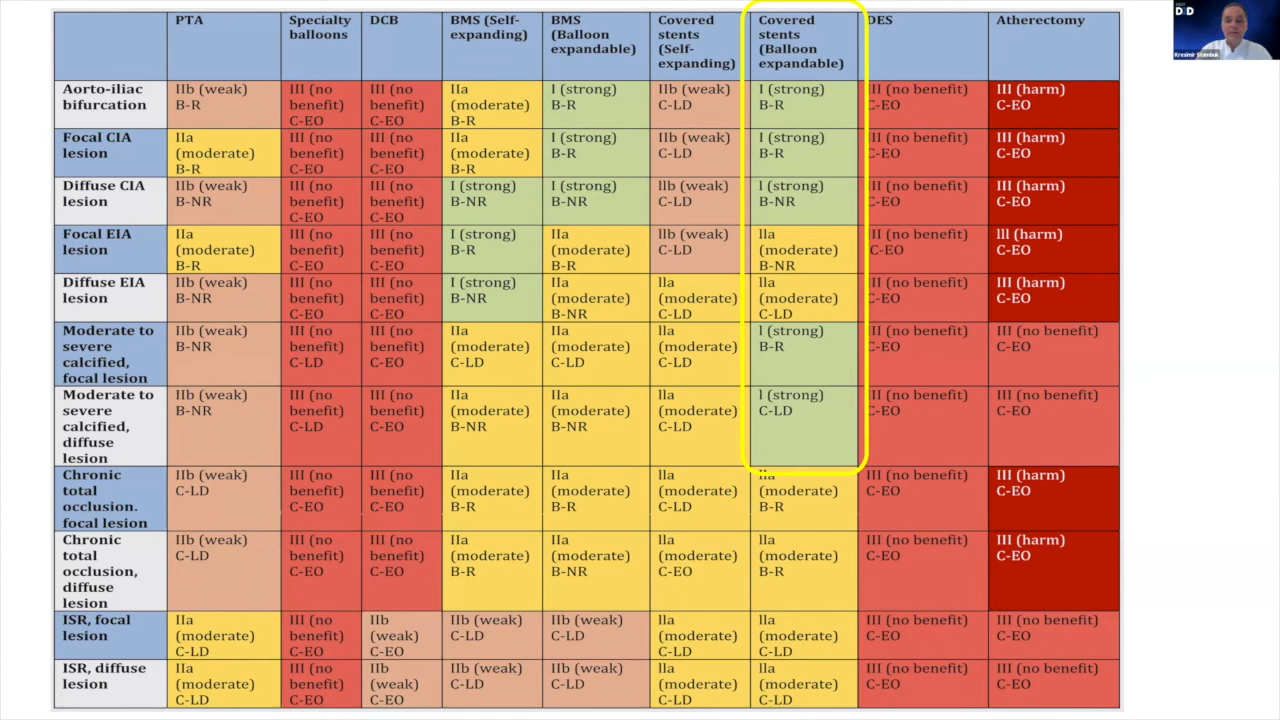 PTA
Specialty
balloons
DCB
BMS (Self-
expanding)
BMS
(Balloon
expandable)
Covered
stents
(Self-
expanding)
Covered
stents
(Balloon
expandable)
DES
Atherectomy
Aorto-iliac
bifurcation
IIb (weak)
B-R
III (no
benefit)
C-EO
III (no
benefit)
C-EO
IIa
(moderate)
B-R
I (strong)
B-R
IIb (weak)
C-LD
I (strong)
B-R
III (no benefit)
C-EO
III (harm)
C-EO
Focal CIA
lesion
IIa
(moderate)
B-R
III (no
benefit)
C-EO
III (no
benefit)
C-EO
IIa
(moderate)
B-R
I (strong)
B-R
IIb (weak)
C-LD
I (strong)
B-R
III (no benefit)
C-EO
III (harm)
C-EO
Diffuse CIA
lesion
IIb (weak)
B-NR
III (no
benefit)
C-EO
III (no
benefit)
C-EO
I (strong)
B-NR
I (strong)
B-R
llb (weak)
C-LD
l (strong)
B-NR
III (no benefit)
C-EO
III (harm)
C-EO
Focal EIA
lesion
IIa
(moderate)
B-R
III (no
benefit)
C-EO
III (no
benefit)
C-EO
I (strong)
B-R
IIa
(moderate)
B-R
llb (weak)
C-LD
lla
(moderate)
B-NR
III (no benefit)
C-EO
lll (harm)
C-EO
Diffuse EIA
lesion
IIb (weak)
B-NR
III (no
benefit)
C-EO
III (no
benefit)
C-EO
I (strong)
B-NR
IIa
(moderate)
B-NR
lla
(moderate)
C-LD
lla
(moderate)
C-LD
III (no benefit)
C-EO
III (harm)
C-EO
Moderate to
severe
calcified,
focal lesion
IIb (weak)
B-NR
III (no
benefit)
C-LD
III (no
benefit)
C-EO
IIa
(moderate)
C-LD
IIa
(moderate)
C-LD
lla
(moderate)
C-LD
l (strong)
B-R
III (no benefit)
C-EO
III (no benefit)
C-EO
Moderate to
severe
calcified,
diffuse
lesion
IIb (weak)
B-NR
III (no
benefit)
C-LD
III (no
benefit)
C-EO
IIa
(moderate)
B-NR
IIa
(moderate)
B-NR
lla
(moderate)
C-LD
l (strong)
C-LD
III (no benefit)
C-EO
III (no benefit)
C-EO
Chronic
total
occlusion.
focal lesion
IIb (weak)
C-LD
III (no
benefit)
C-EO
III (no
benefit)
C-EO
IIa
(moderate)
B-R
IIa
(moderate)
B-R
lla
(moderate)
C-LD
lla
(moderate)
B-R
III (no benefit)
C-EO
III (harm)
C-EO
Chronic
total
occlusion,
diffuse
lesion
IIb (weak)
C-LD
III (no
benefit)
C-EO
III (no
benefit)
C-EO
IIa
(moderate)
B-R
IIa
(moderate)
B-NR
lla
(moderate)
C-EO
lla
(moderate)
B-R
III (no benefit)
C-EO
III (harm)
C-EO
ISR, focal
lesion
IIa
(moderate)
C-LD
III (no
benefit)
C-EO
IIb
(weak)
C-EO
IIb (weak)
C-LD
IIb (weak)
C-LD
lla
(moderate)
C-LD
lla
(moderate)
C-LD
III (no benefit)
C-EO
III (no benefit)
C-EO
ISR, diffuse
lesion
IIa
(moderate)
C-LD
III (no
benefit)
C-EO
IIb
(weak)
C-EO
IIb (weak)
C-LD
IIb (weak)
C-LD
lla
(moderate)
C-LD
lla
(moderate)
C-LD
III (no benefit)
C-EO
III (no benefit)
C-EO